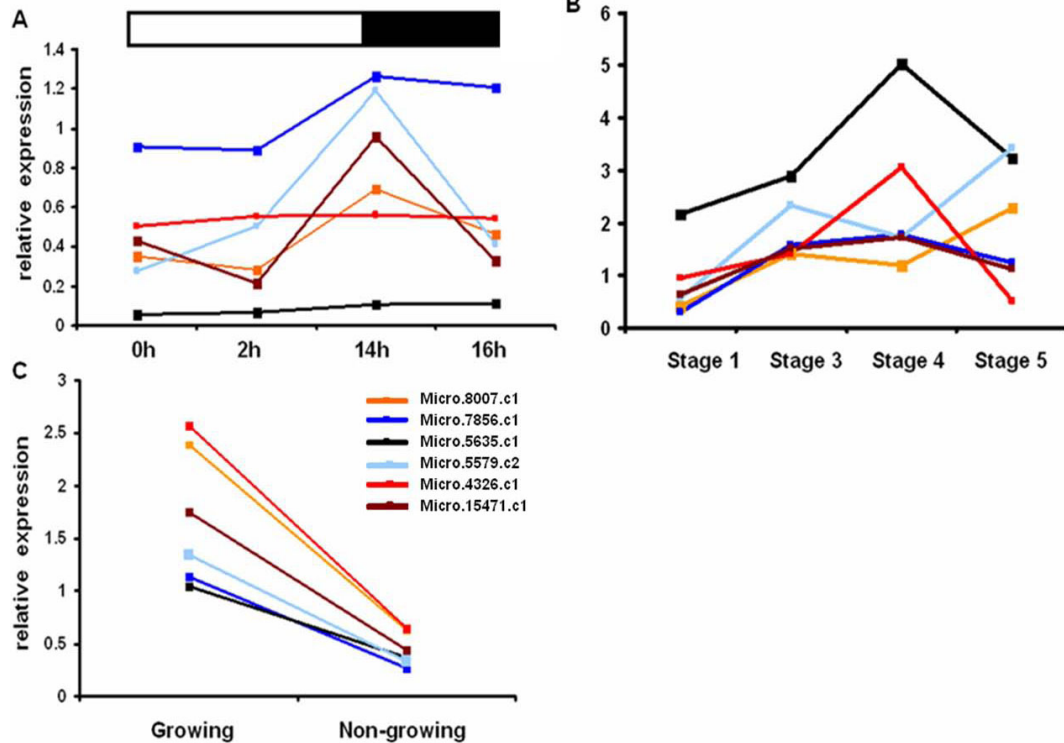 A
relative expression
1.4
1.2
1
0.8
0.6
0.4
0.2
0
0h 2h 14h 16h
B
6
5
4
3
2
1
0
Stage 1 Stage 3 Stage 4 Stage 5
C
relative expression
3
2.5
2
1.5
1
0.5
0
Growing Non-growing
Micro.8007.c1
Micro.7856.c1
Micro.5635.c1
Micro.5579.c2
Micro.4326.c1
Micro.15471.c1